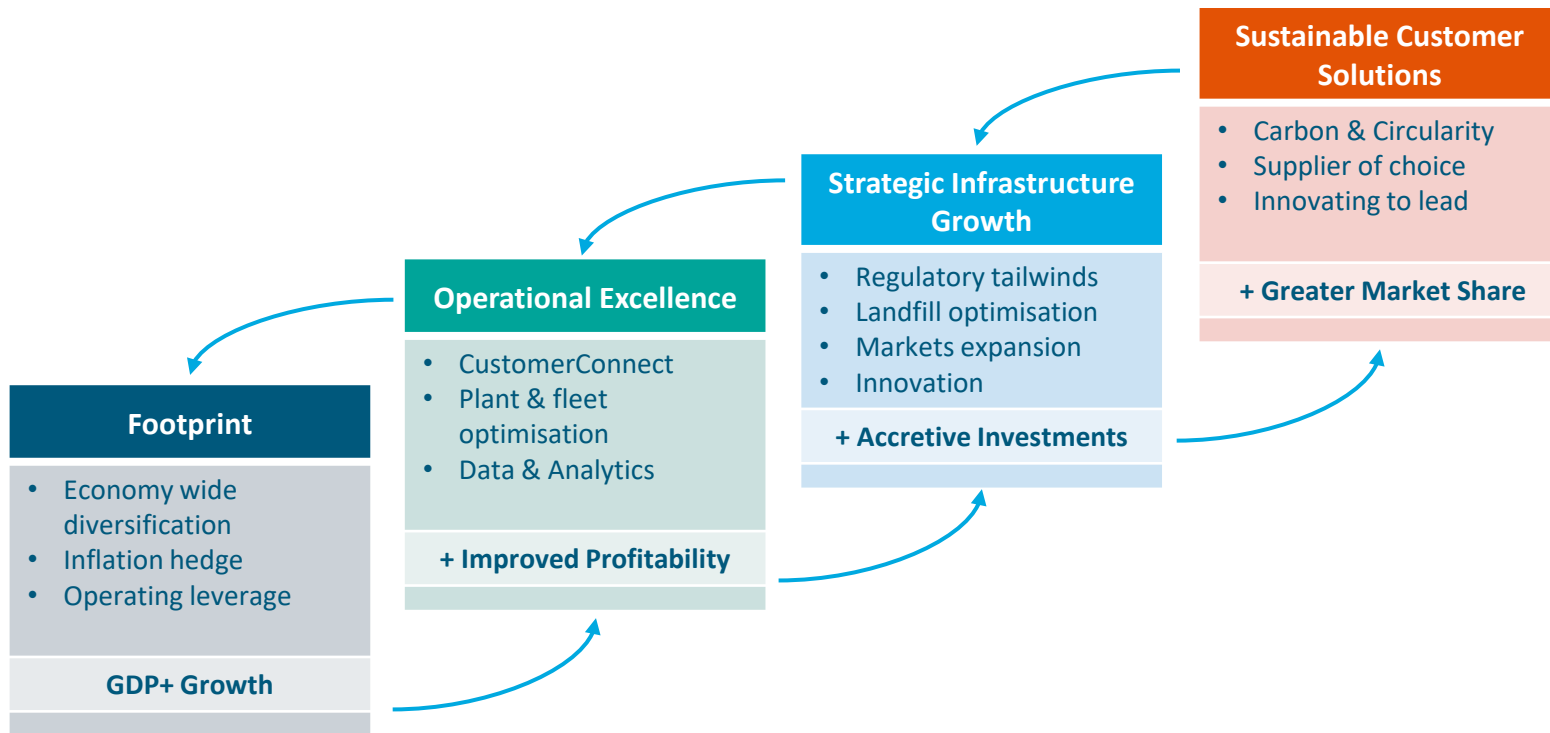 Footprint
• Economy wide
diversification
• Inflation hedge
• Operating leverage
GDP+ Growth
Operational Excellence
• CustomerConnect
• Plant & fleet
optimisation
• Data & Analytics
+ Improved Profitability
Strategic Infrastructure
Growth
• Regulatory tailwinds
• Landfill optimisation
• Markets expansion
• Innovation
+ Accretive Investments
Sustainable Customer
Solutions
• Carbon & Circularity
• Supplier of choice
• Innovating to lead
+ Greater Market Share